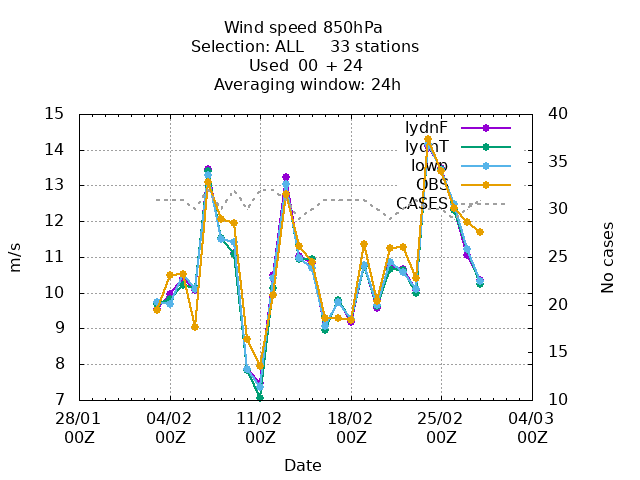 Wind speed 850hPa
Selection: ALL 33 stations
Used 00 + 24
Averaging window: 24h
15
14
13
12
11
10
9
8
7
40
35
30
25
20
15
10
m/s
No cases
lydnF
lydnT
lowp
OBS
CASES
28/01 04/02 11/02 18/02 25/02 04/03
00Z 00Z 00Z 00Z 00Z 00Z
Date